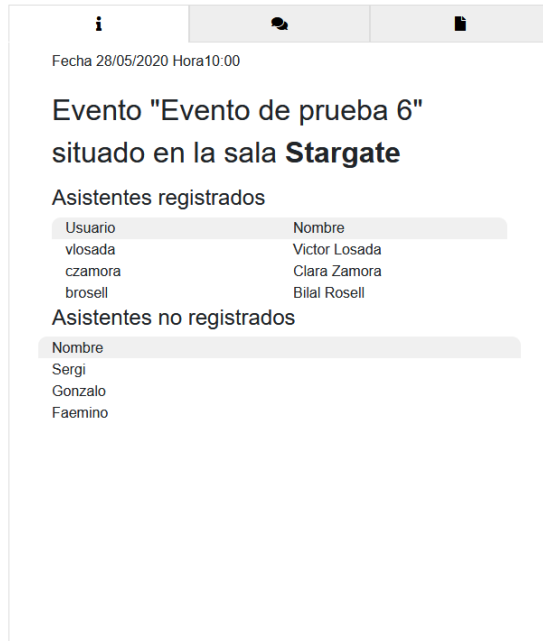 Fecha 28/05/2020 Hora10:00
Evento "Evento de prueba 6"
situado en la sala Stargate
Asistentes registrados
Usuario Nombre
vlosada Victor Losada
czamora Clara Zamora
brosell Bilal Rosell
Asistentes no registrados
Nombre
Sergi
Gonzalo
Faemino